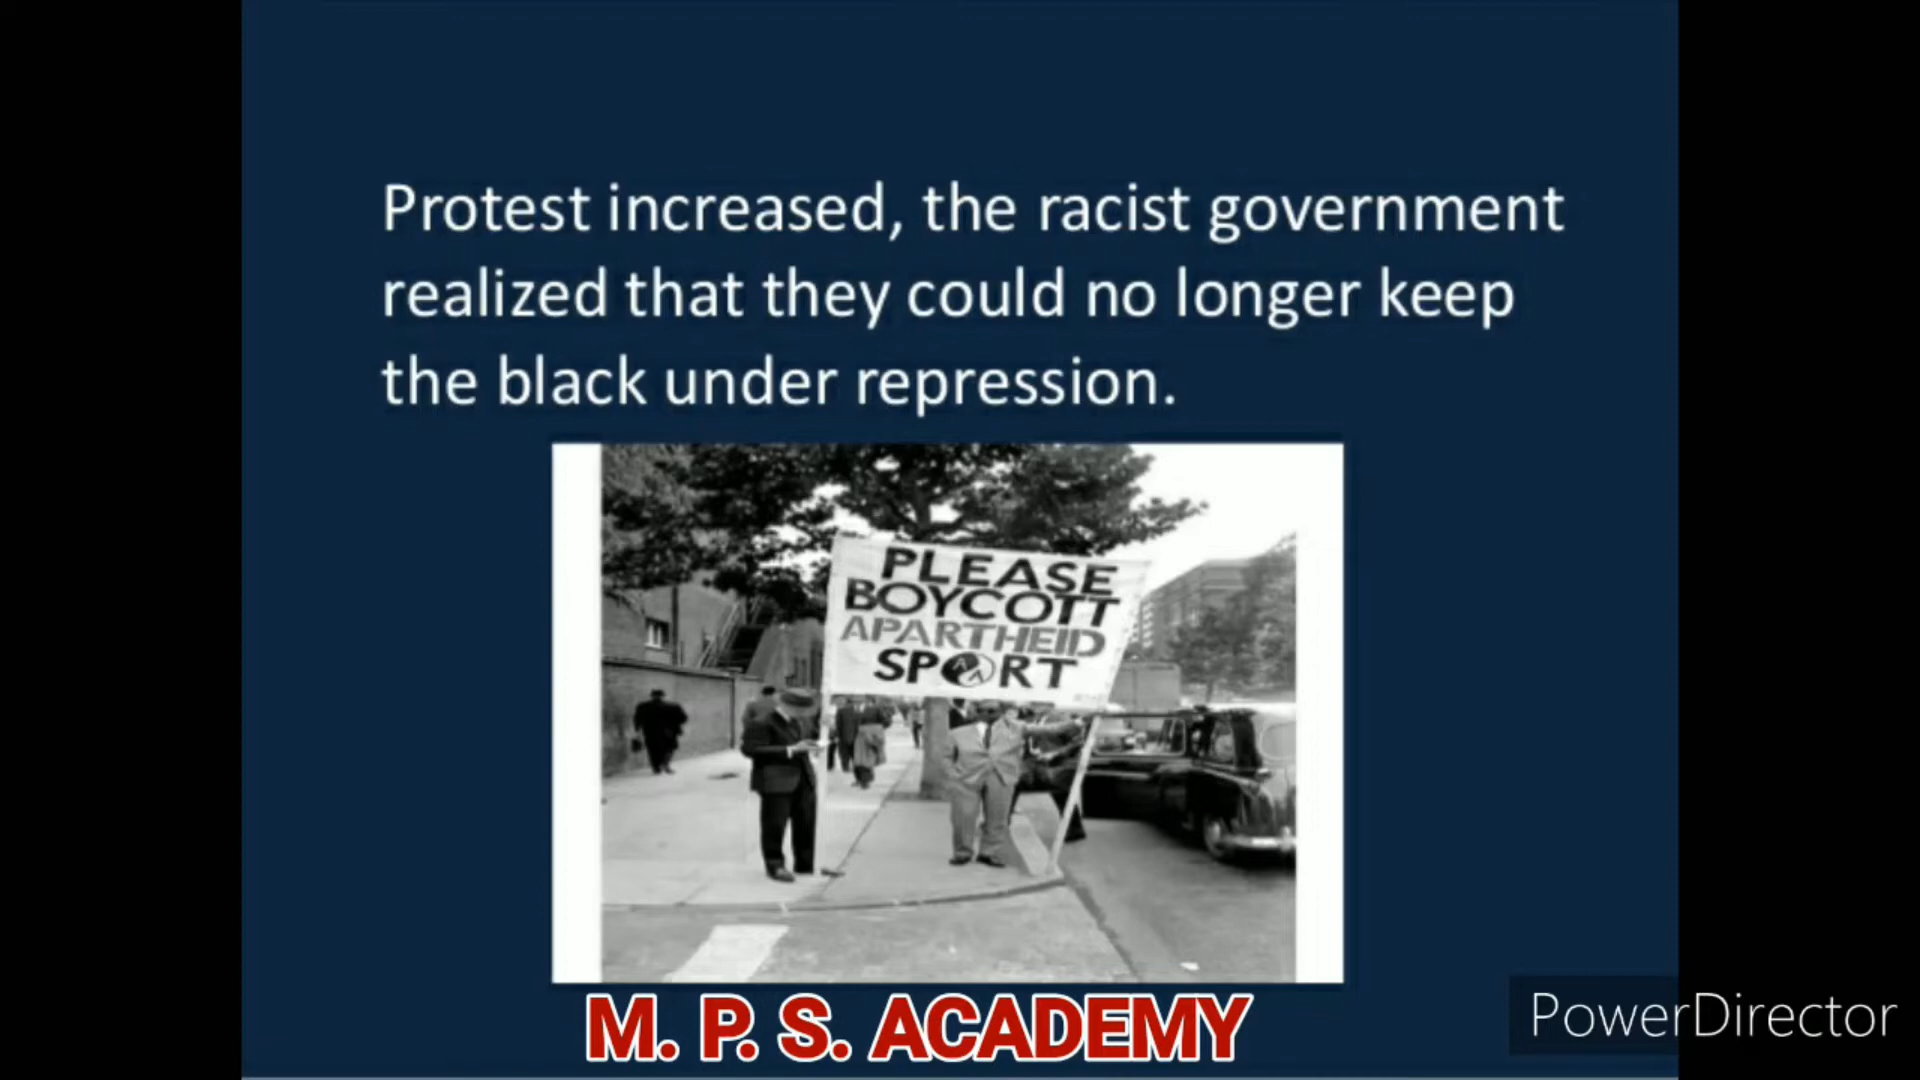 Protest increased, the racist government
realized that they could no longer keep
the black under repression.
PLEASE
BOYCOTT
APARTHEID
SPORT
M. P. S. ACADEMY
PowerDirector